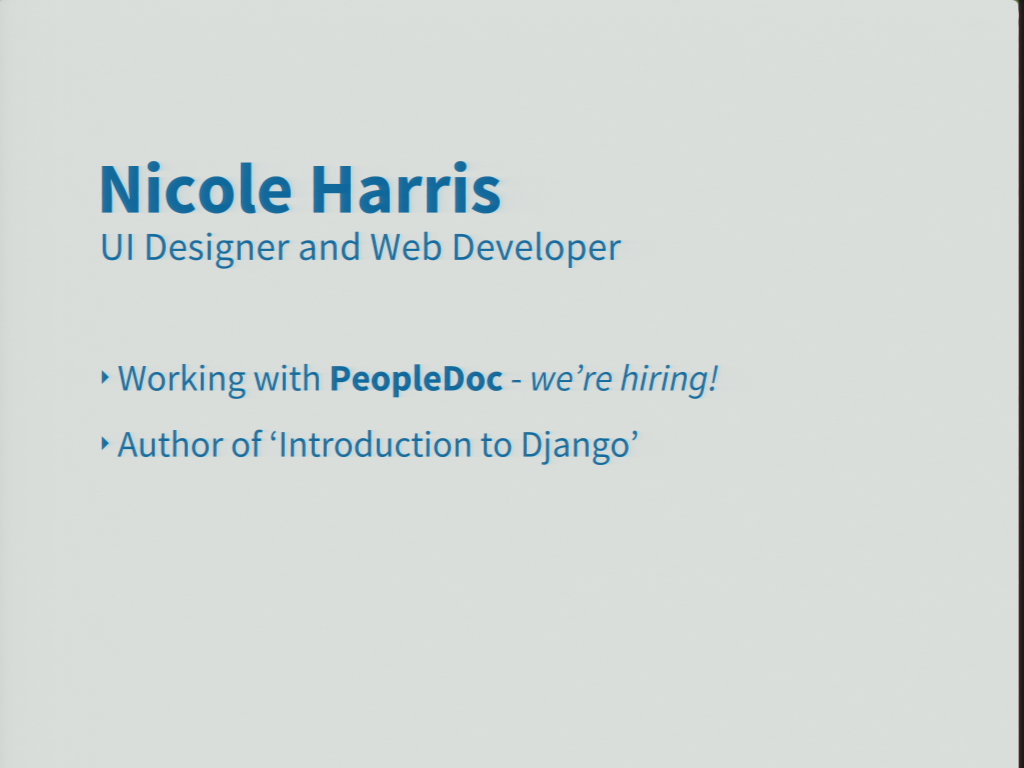 Nicole Harris
UI Designer and Web Developer
‣ Working with PeopleDoc - we’re hiring!
‣ Author of ‘Introduction to Django’